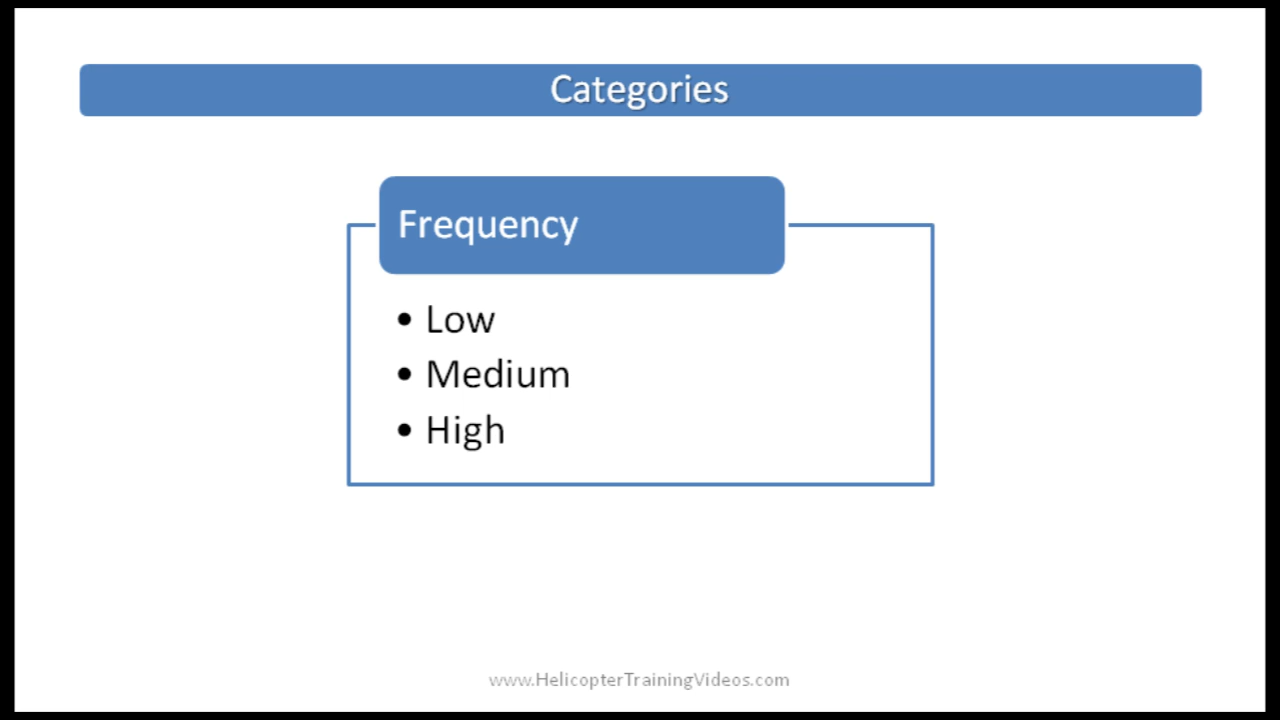 Categories
Frequency
• Low
• Medium
• High
www.HelicopterTrainingVideos.com